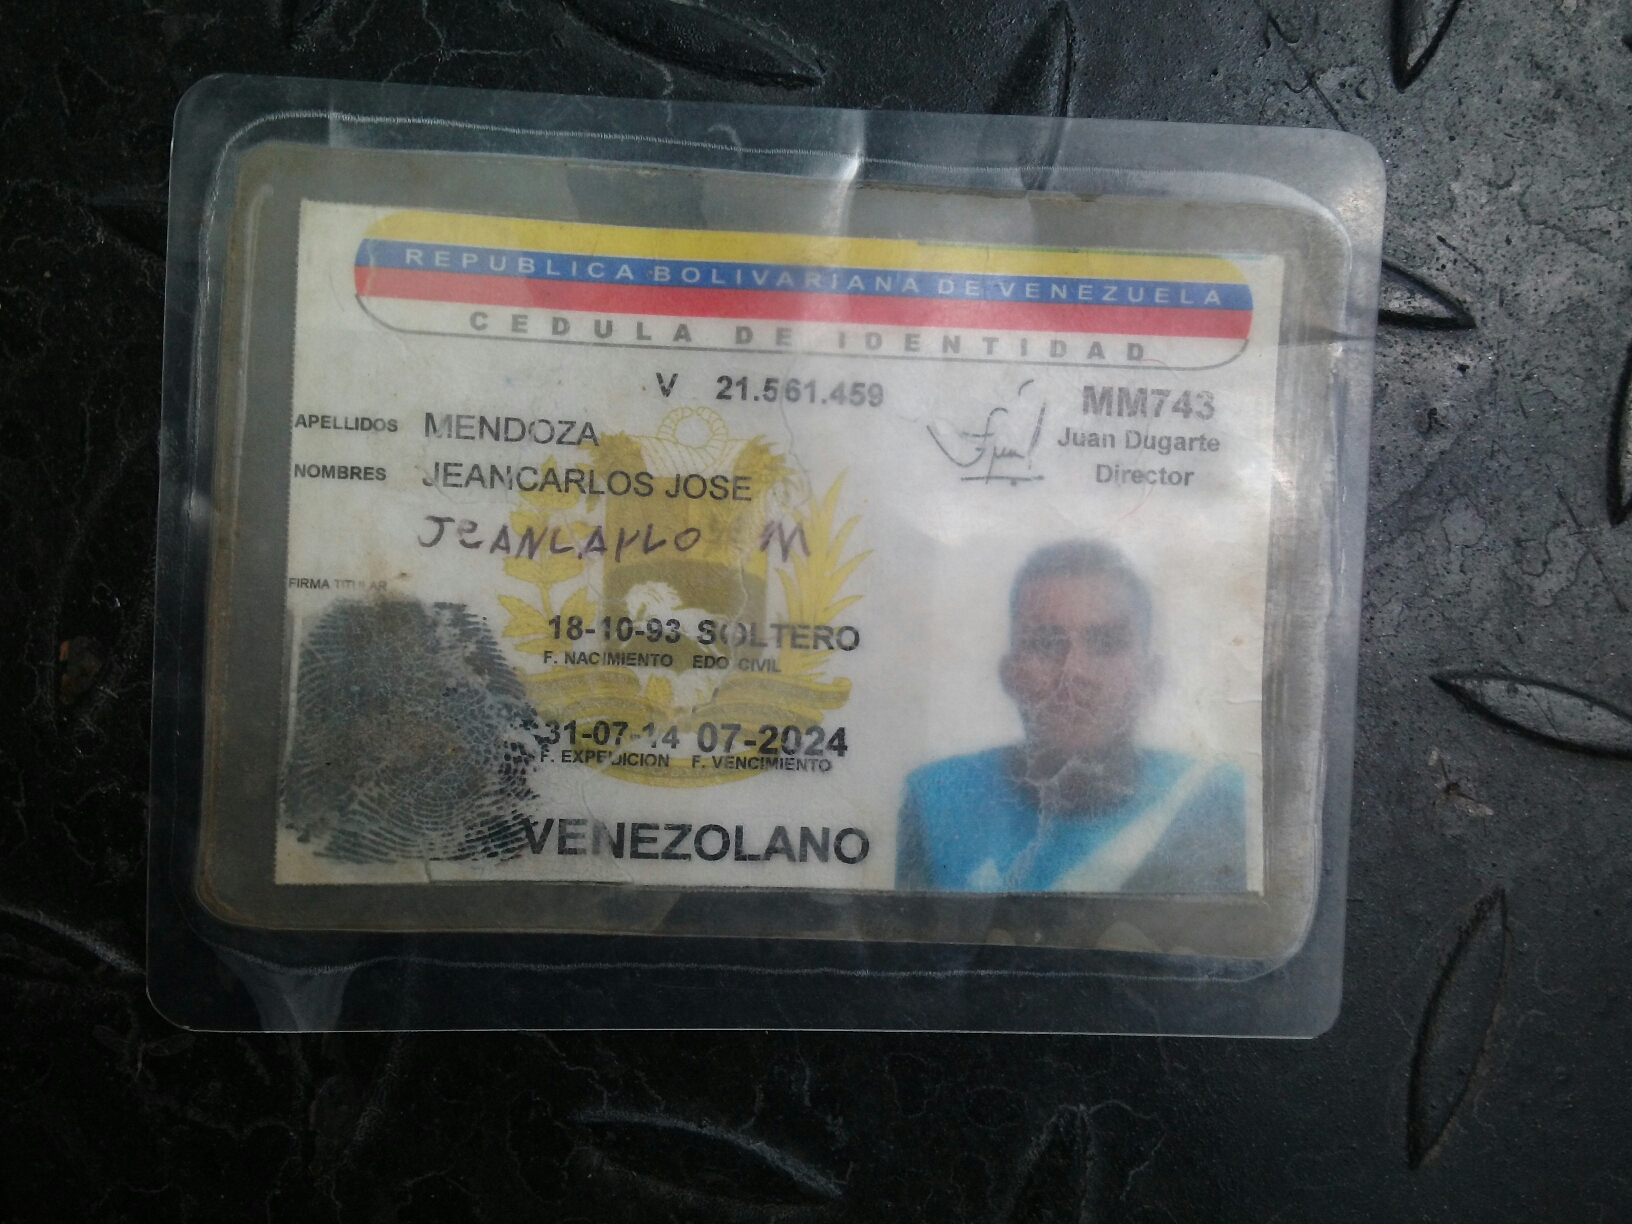 REPUBLICA BOLIVARIANA DE VENEZUELA
CEDULA DE IDENTIDAD
V 21.561.459
MM743
Juan Dugarte
Director
APELLIDOS MENDOZA
NOMBRES JEANCARLOS JOSE
JeANCArLO M
FIRMA TITULAR
18-10-93 SOLTERO
F. NACIMIENTO EDO CIVIL
31-07-14 07-2024
F. EXPEDICION F. VENCIMIENTO
VENEZOLANO